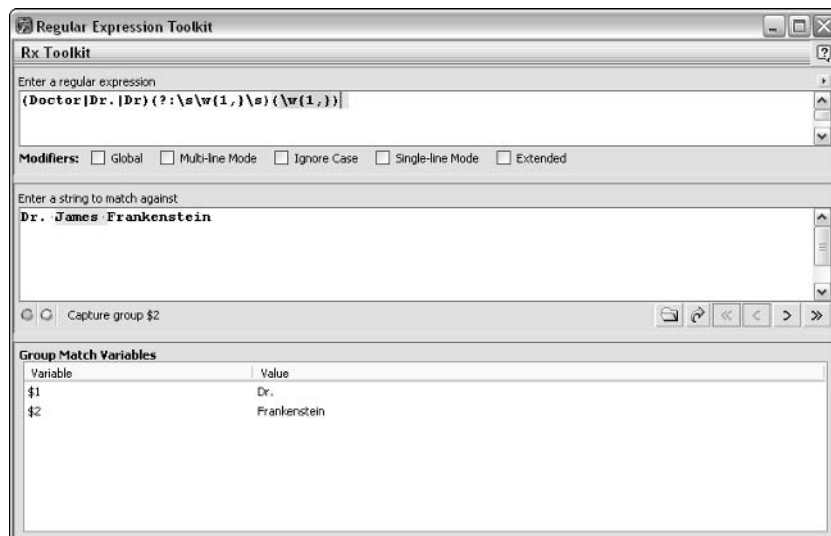 Regular Expression Toolkit
Rx Toolkit
Enter a regular expression
(Doctor|Dr.|Dr)(?:\s\w{1,}\s)(\w{1,})
Modifiers: Global Multi-line Mode Ignore Case Single-line Mode Extended
Enter a string to match against
Dr. James Frankenstein
Capture group $2
Group Match Variables
Variable Value
$1 Dr.
$2 Frankenstein